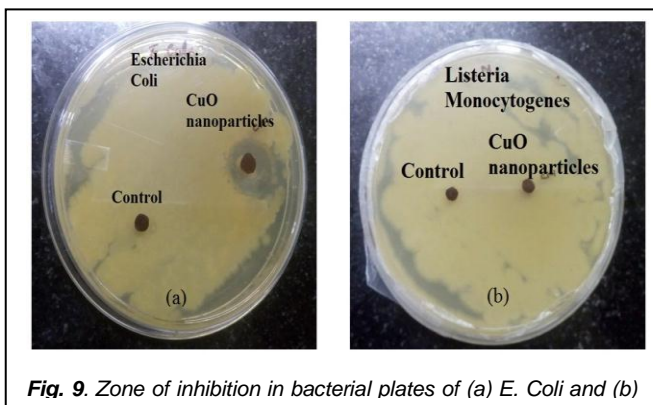 Escherichia
Coli
CuO
nanoparticles
Control
(a)
Listeria
Monocytogenes
CuO
Control
nanoparticles
(b)
Fig. 9. Zone of inhibition in bacterial plates of (a) E. Coli and (b)